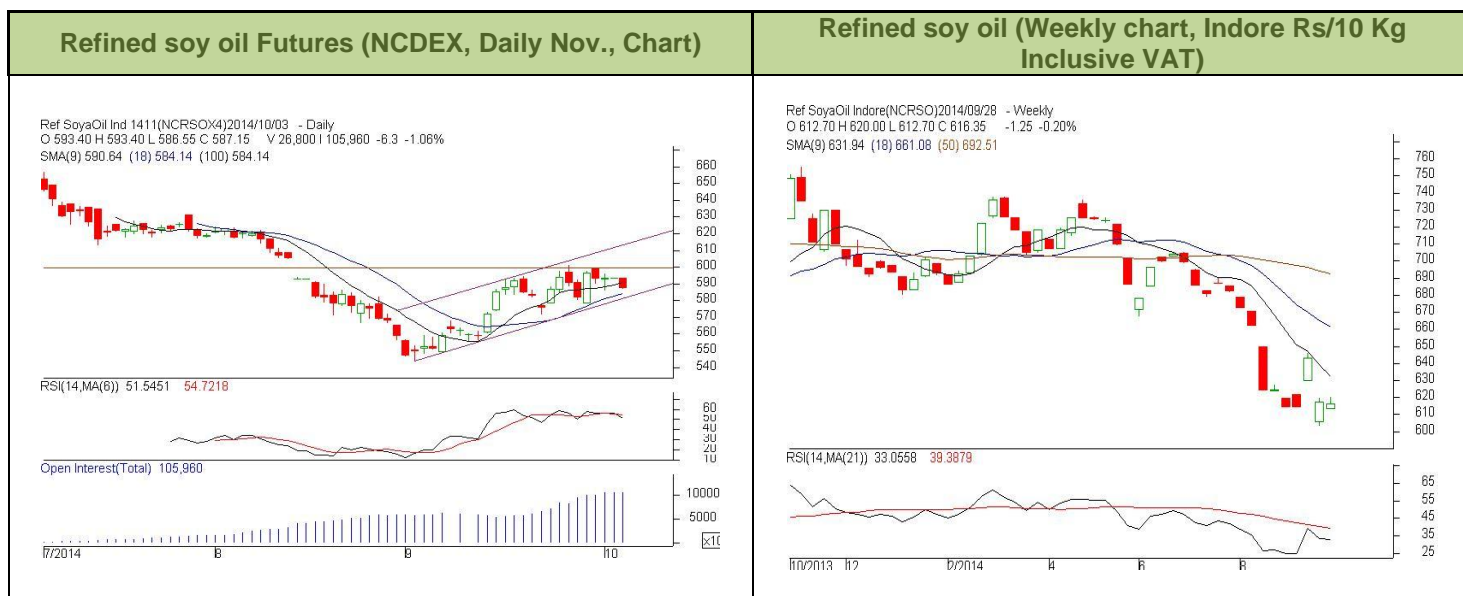 Refined soy oil Futures (NCDEX, Daily Nov., Chart)
Refined soy oil (Weekly chart, Indore Rs/10 Kg
Inclusive VAT)
Ref SoyaOil Ind 1411(NCRSOX4)2014/10/03 - Daily
O 593.40 H 593.40 L 586.55 C 587.15 V 26,800 I 105,960 -6.3 -1.06%
SMA(9) 590.64 (18) 584.14 (100) 584.14
660
650
640
630
620
610
600
590
580
570
560
550
540
RSI(14,MA(6)) 51.5451 54.7218
60
50
40
30
20
10
Open Interest(Total) 105,960
10000
5000
x10
7/2014 8 9 10
Ref SoyaOil Indore(NCRSO)2014/09/28 - Weekly
O 612.70 H 620.00 L 612.70 C 616.35 -1.25 -0.20%
SMA(9) 631.94 (18) 661.08 (50) 692.51
760
750
740
730
720
710
700
690
680
670
660
650
640
630
620
610
600
RSI(14,MA(21)) 33.0558 39.3879
65
55
45
35
25
10/2013 12 2/2014 4 6 8